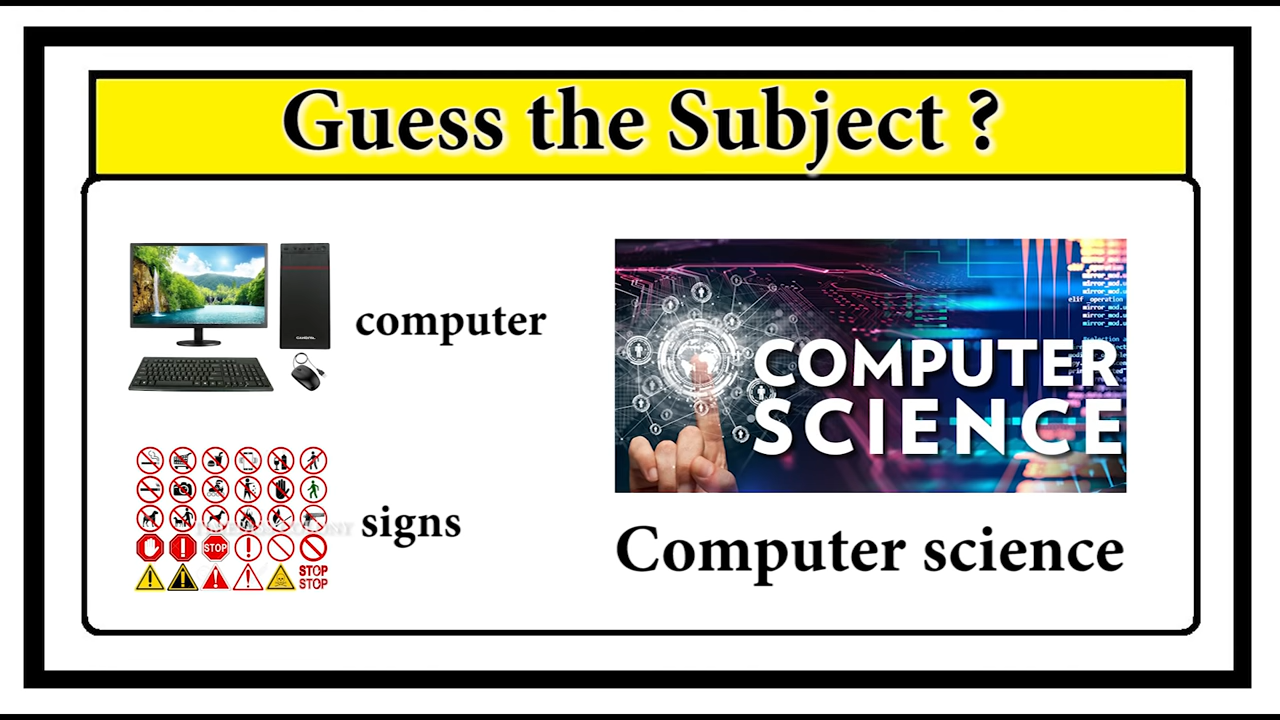 Guess the Subject ?
computer
signs
STOP
STOP
STOP
COMPUTER
SCIENCE
Computer science